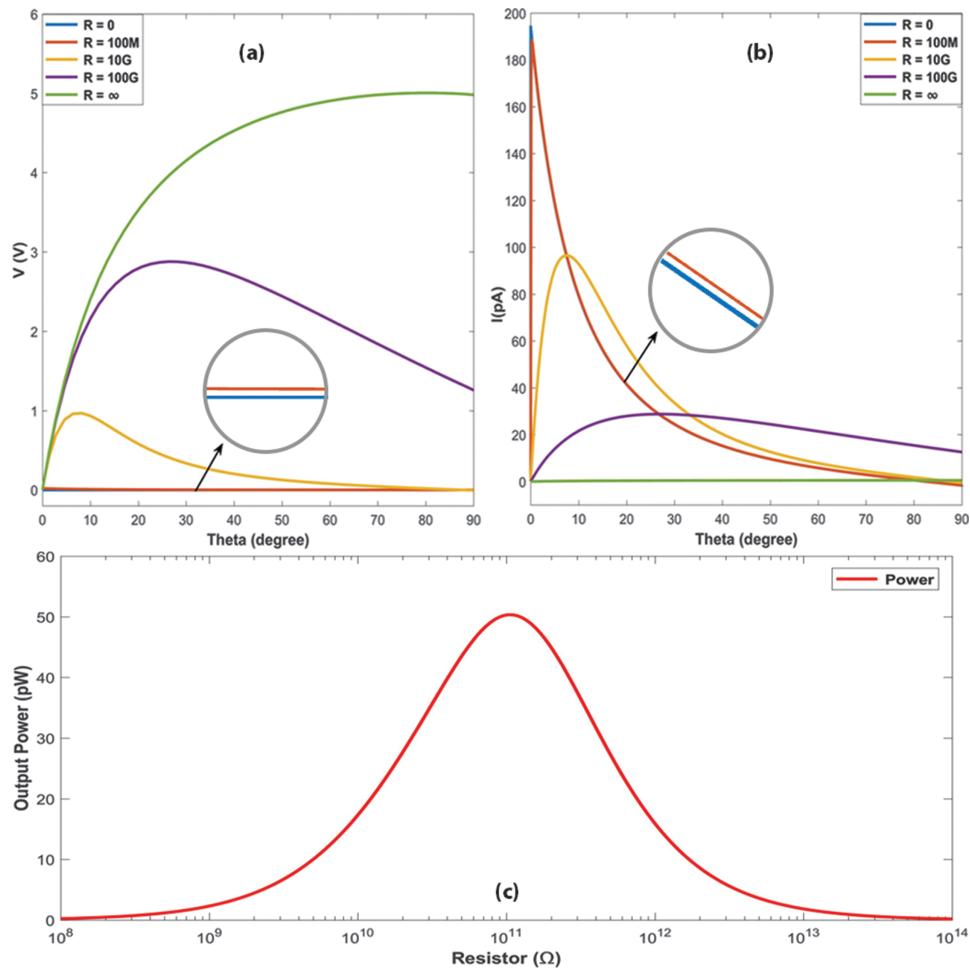 R = 0
R = 100M
R = 10G
R = 100G
R = ∞
(a)
6
5
4
3
2
1
0
V (V)
0 10 20 30 40 50 60 70 80 90
Theta (degree)
R = 0
R = 100M
R = 10G
R = 100G
R = ∞
(b)
200
180
160
140
120
100
80
60
40
20
0
I(pA)
0 10 20 30 40 50 60 70 80 90
Theta (degree)
Power
60
50
40
30
20
10
0
Output Power (pW)
(c)
10⁸ 10⁹ 10¹⁰ 10¹¹ 10¹² 10¹³ 10¹⁴
Resistor (Ω)